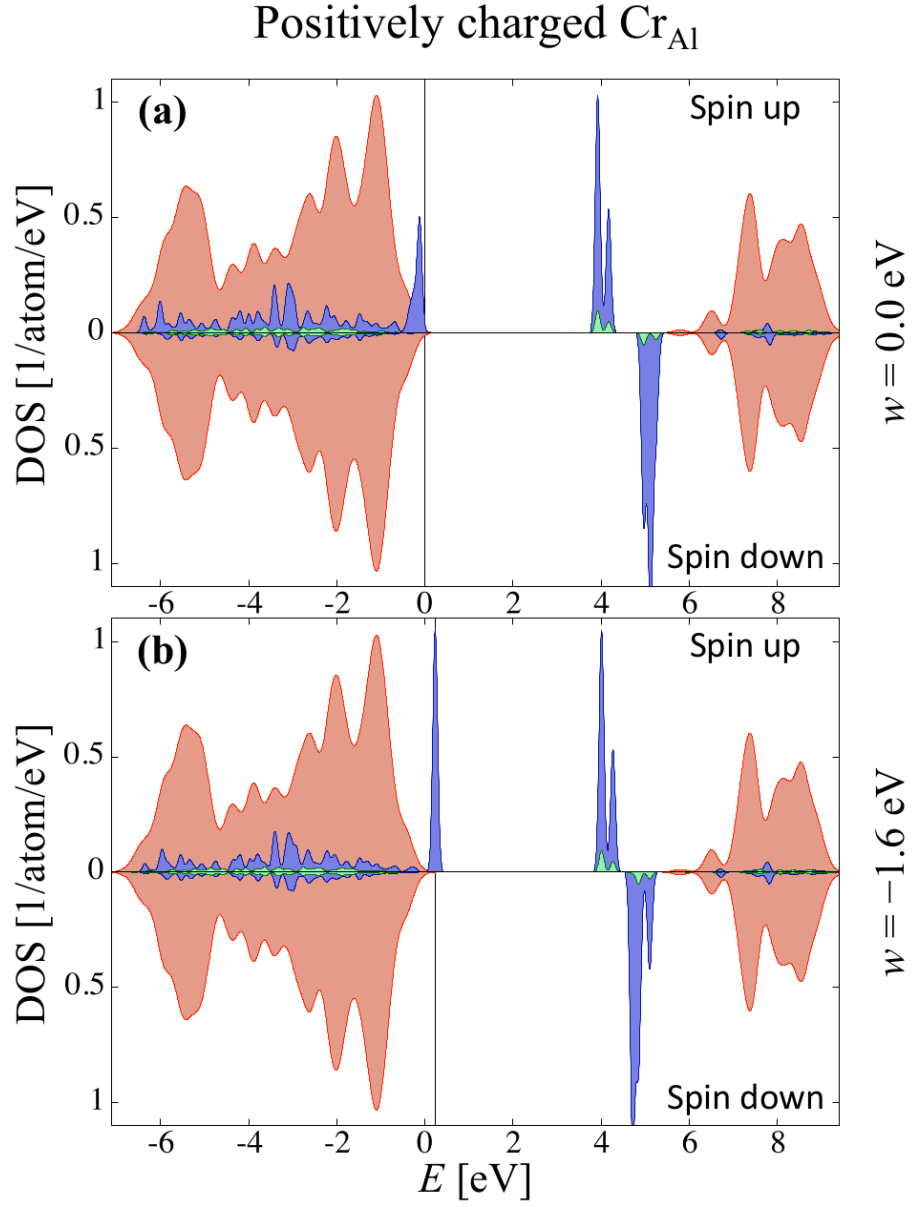 Positively charged CrAl
(a)
Spin up
1
0.5
0
0.5
1
DOS [1/atom/eV]
Spin down
w = 0.0 eV
-6 -4 -2 0 2 4 6 8
(b)
Spin up
1
0.5
0
0.5
1
DOS [1/atom/eV]
Spin down
w = −1.6 eV
-6 -4 -2 0 2 4 6 8
E [eV]